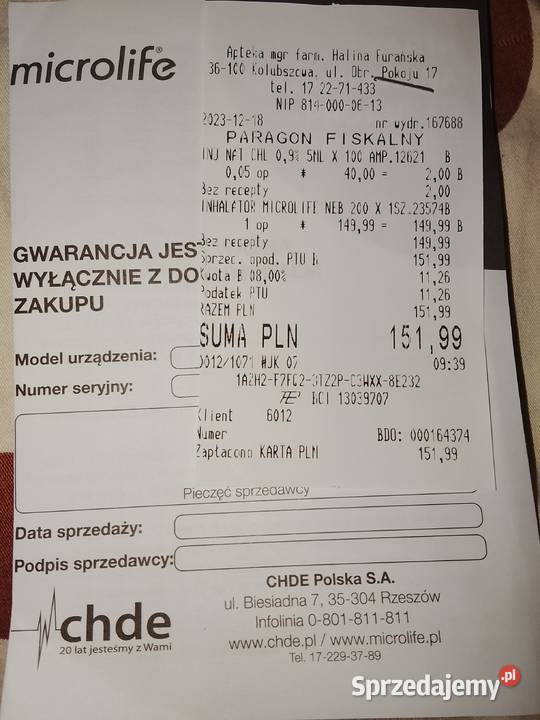 microlife®
Apteka mgr farm. Halina Furańska
36-100 Kolbuszowa, ul. Obr. Pokoju 17
tel. 17 22-71-433
NIP 814-000-06-13
2023-12-18 nr wydr.167688
PARAGON FISKALNY
INJ NAT CHL 0,9% 5ML X 100 AMP.12621 B
0,05 op * 40,00 = 2,00 B
Bez recepty 2,00
INHALATOR MICROLIFE NEB 200 X 1SZ.23574B
1 op * 149,99 = 149,99 B
Bez recepty 149,99
Sprzed. opod. PTU B 151,99
Kwota B 08,00% 11,26
Podatek PTU 11,26
RAZEM PLN 151,99
SUMA PLN 151,99
0012/1071 #JK 07 09:39
BCI 13039707
Klient 6012
Numer BDO: 000164374
Zapłacono KARTA PLN 151,99
GWARANCJA JES
WYŁĄCZNIE Z DO
ZAKUPU
Model urządzenia:
Numer seryjny:
Pieczęć sprzedawcy
Data sprzedaży:
Podpis sprzedawcy:
chde
20 lat jesteśmy z Wami
CHDE Polska S.A.
ul. Biesiadna 7, 35-304 Rzeszów
Infolinia 0-801-811-811
www.chde.pl / www.microlife.pl
Tel. 17-229-37-89
Sprzedajemy.pl